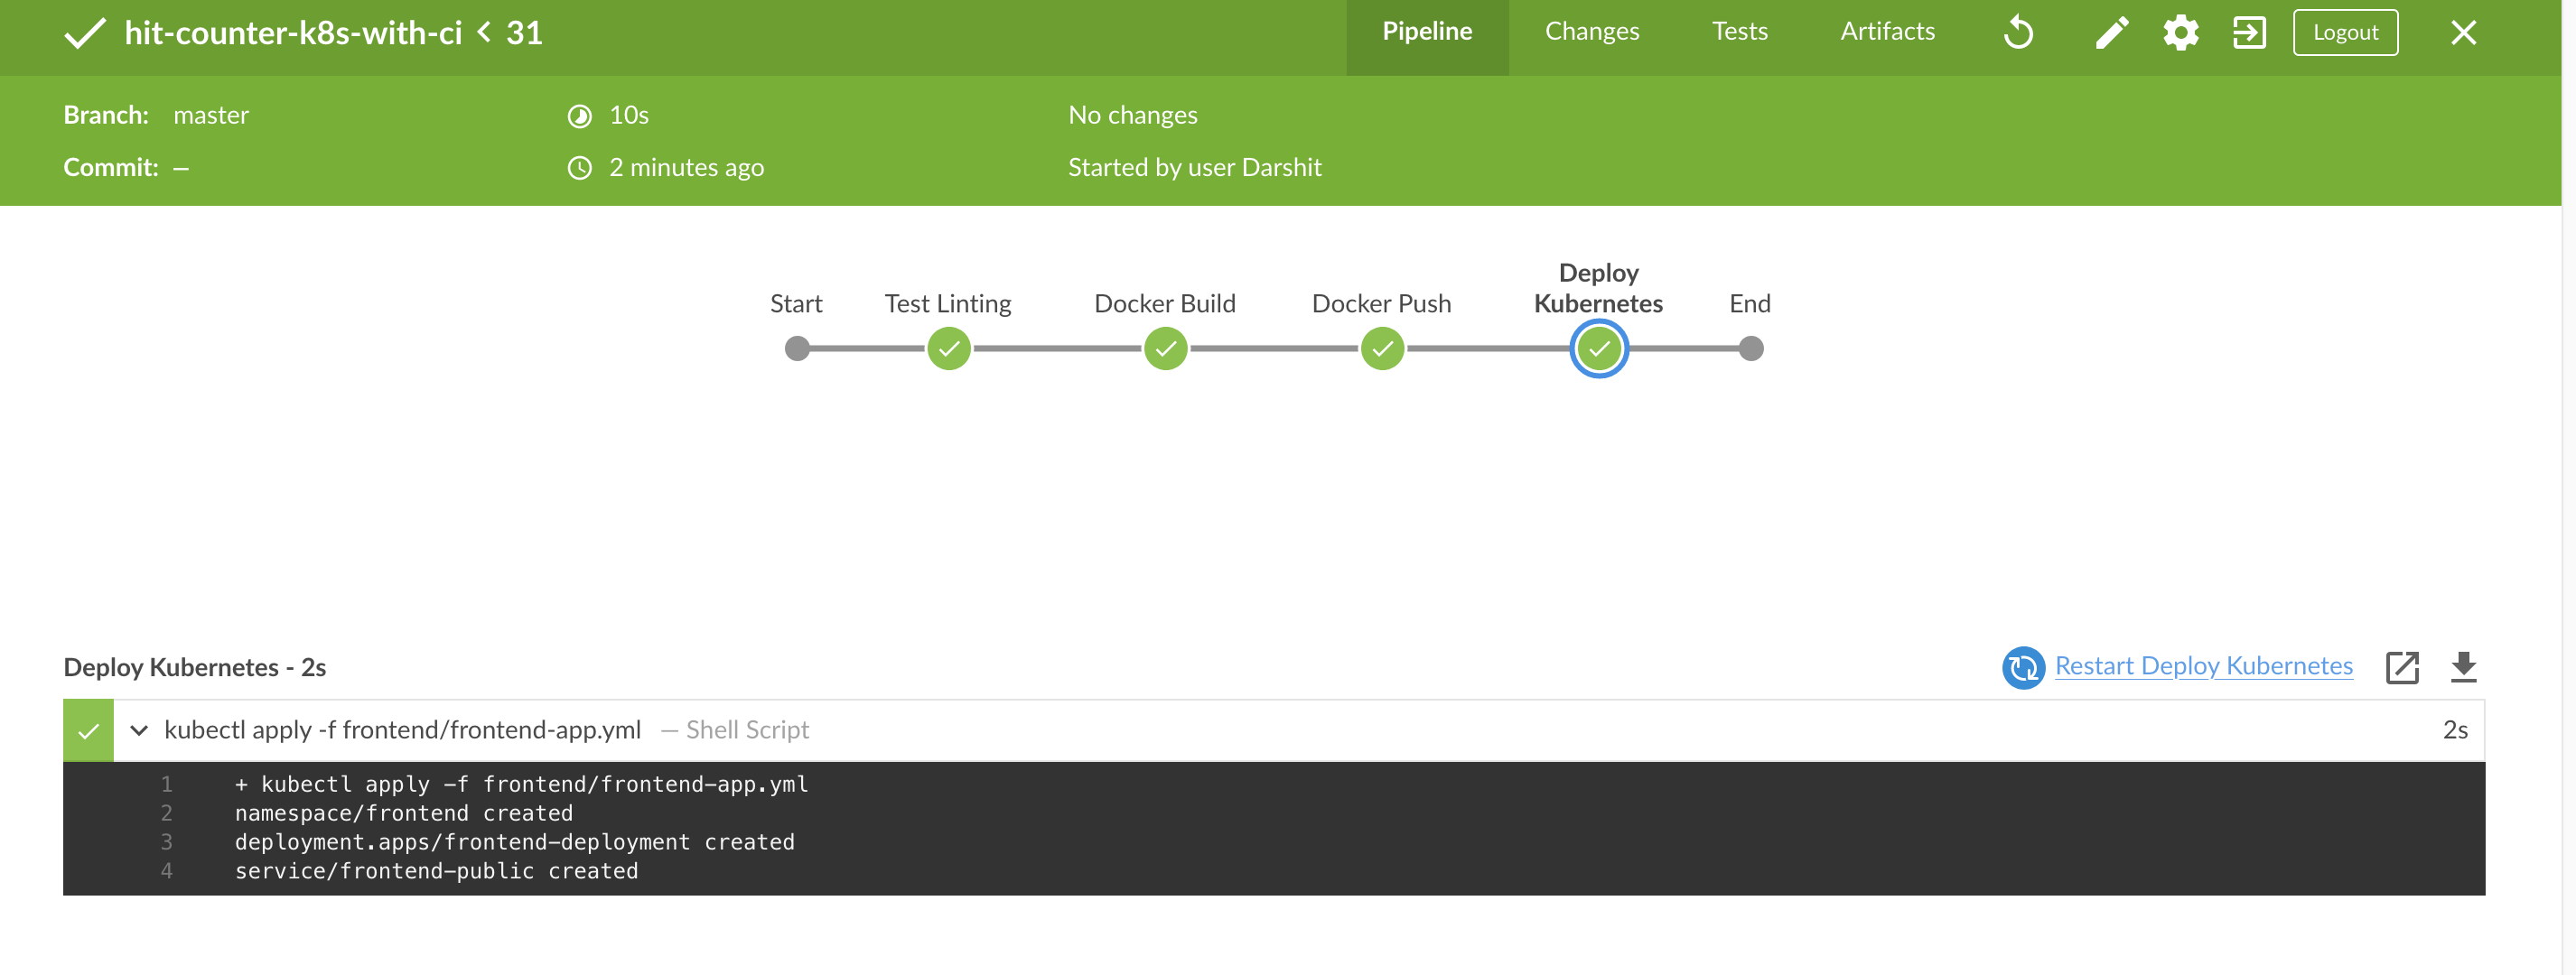 hit-counter-k8s-with-ci < 31
Pipeline
Changes
Tests
Artifacts
Logout
Branch: master
10s
No changes
Commit: –
2 minutes ago
Started by user Darshit
Start
Test Linting
Docker Build
Docker Push
Deploy
Kubernetes
End
Deploy Kubernetes - 2s
Restart Deploy Kubernetes
kubectl apply -f frontend/frontend-app.yml — Shell Script
2s
1 + kubectl apply -f frontend/frontend-app.yml
2 namespace/frontend created
3 deployment.apps/frontend-deployment created
4 service/frontend-public created